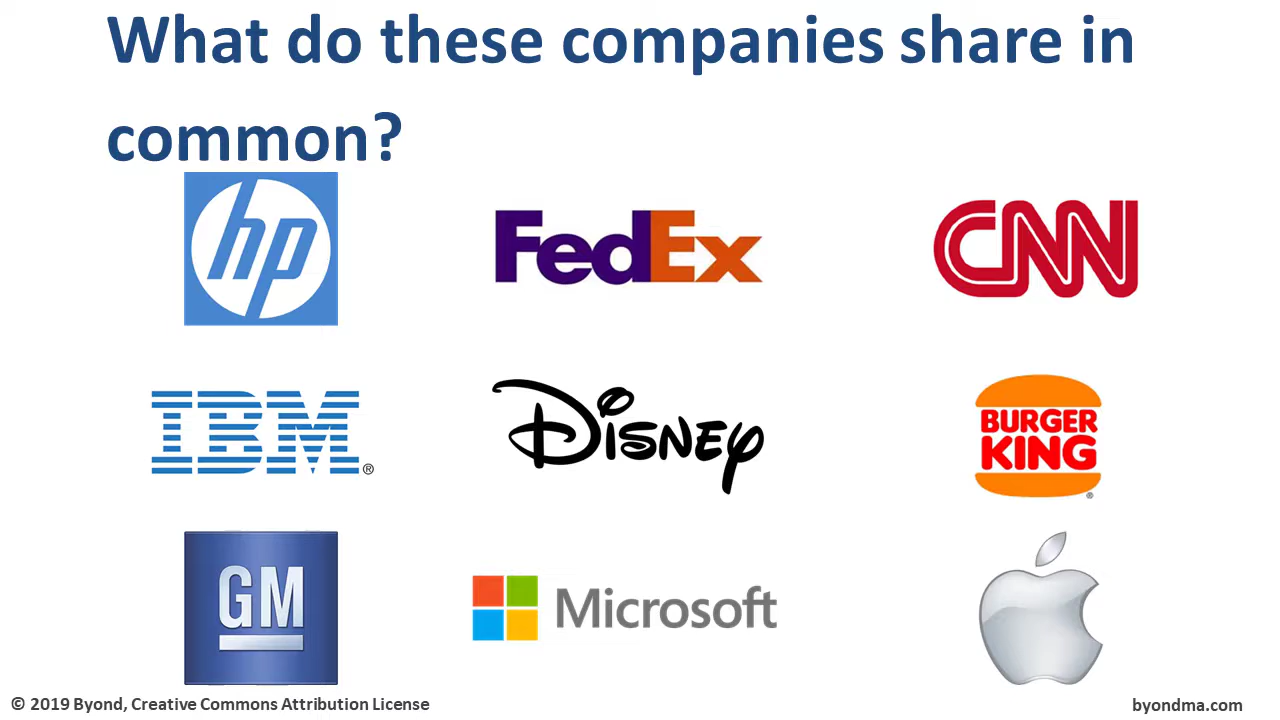 What do these companies share in
common?
hp
FedEx
CNN
IBM®
Disney
BURGER
KING
®
GM
Microsoft
© 2019 Byond, Creative Commons Attribution License
byondma.com